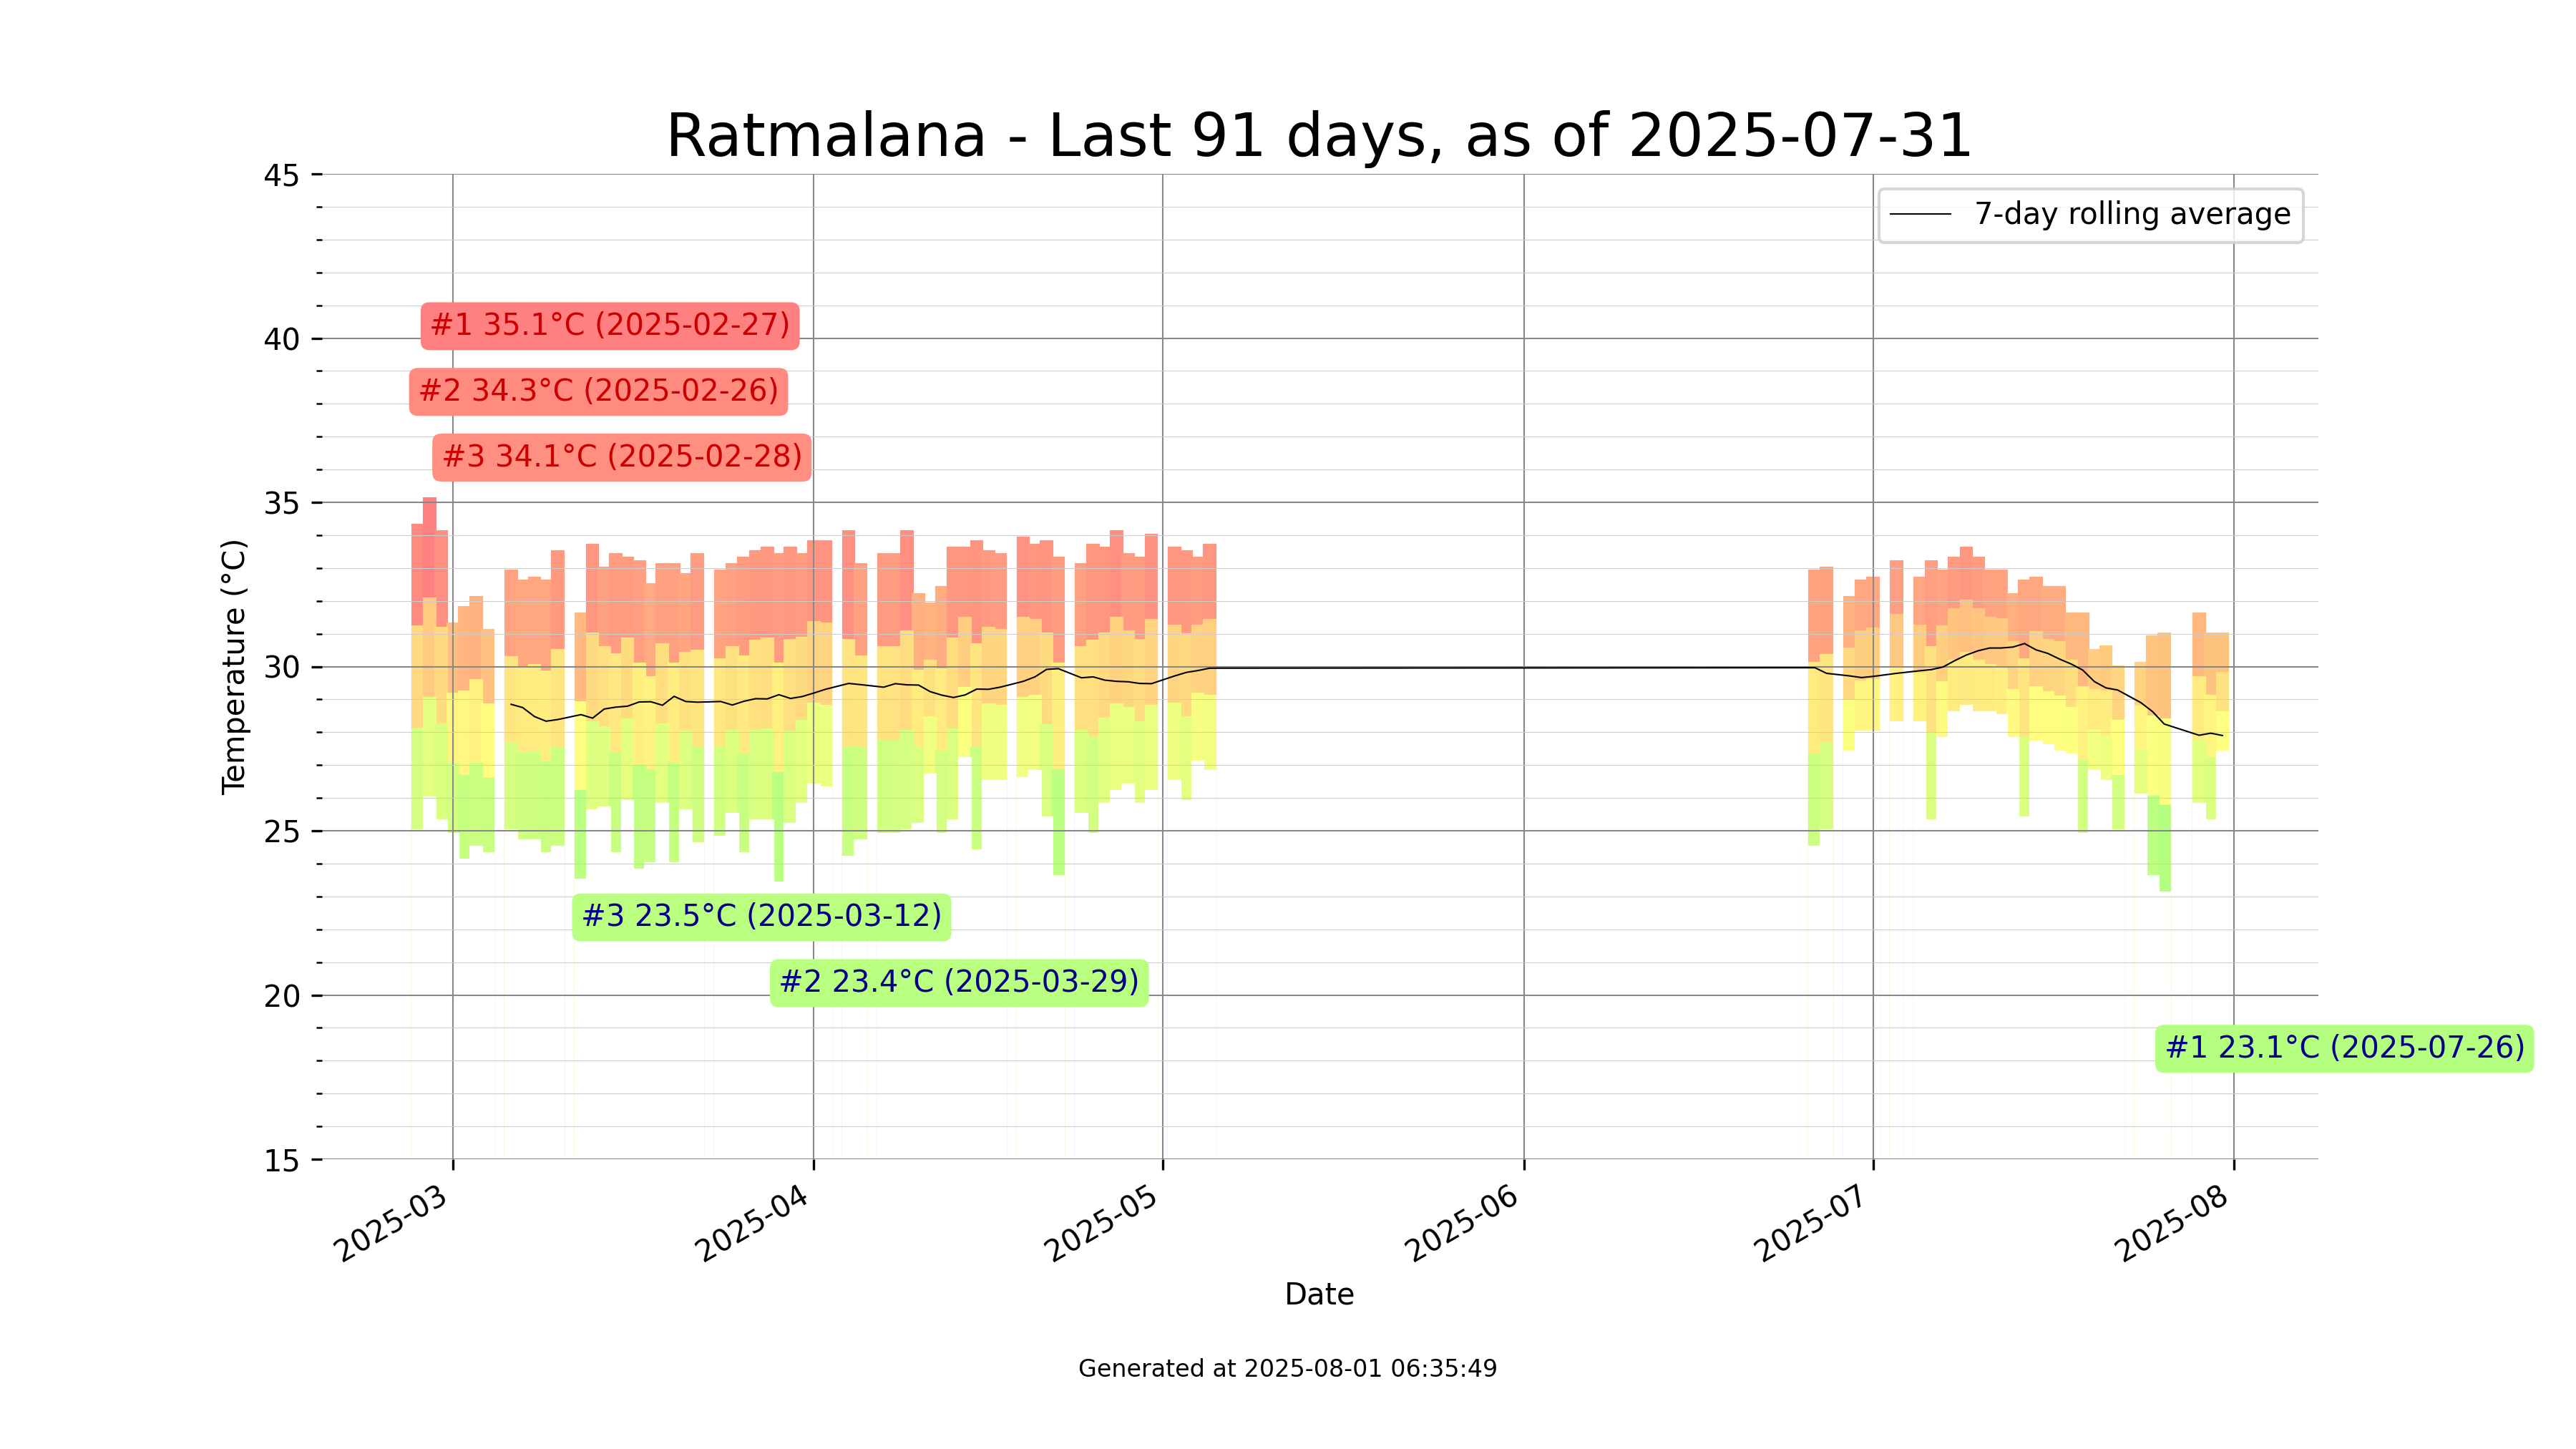 Ratmalana - Last 91 days, as of 2025-07-31
7-day rolling average
45
40
35
30
25
20
15
Temperature (°C)
#1 35.1°C (2025-02-27)
#2 34.3°C (2025-02-26)
#3 34.1°C (2025-02-28)
#3 23.5°C (2025-03-12)
#2 23.4°C (2025-03-29)
#1 23.1°C (2025-07-26)
2025-03
2025-04
2025-05
2025-06
2025-07
2025-08
Date
Generated at 2025-08-01 06:35:49